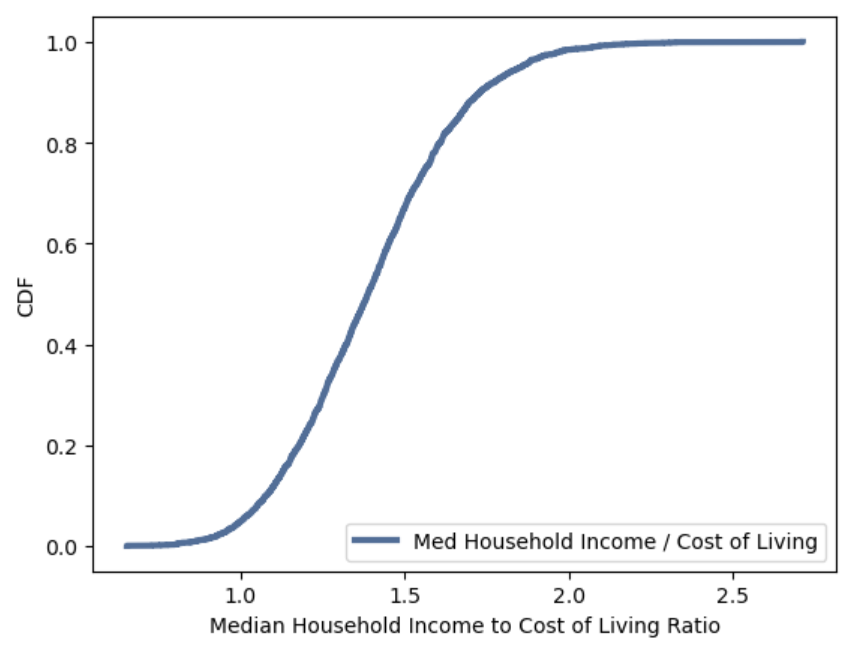 1.0
0.8
0.6
0.4
0.2
0.0
CDF
Med Household Income / Cost of Living
1.0 1.5 2.0 2.5
Median Household Income to Cost of Living Ratio